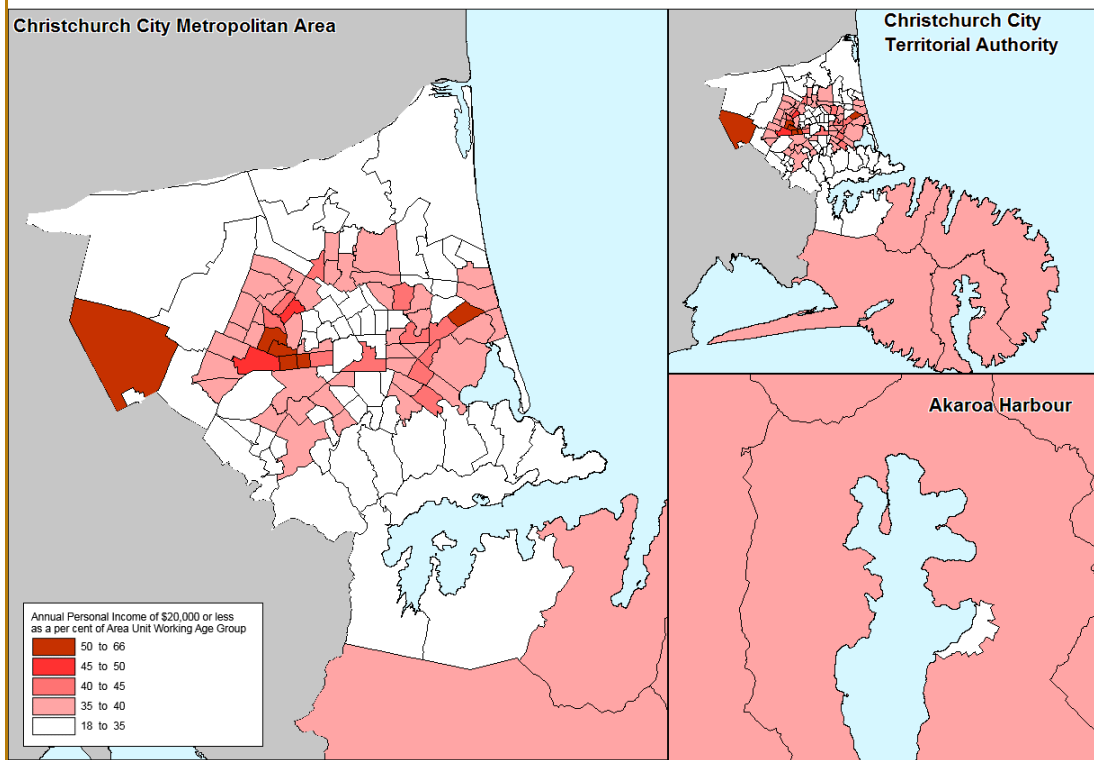 Christchurch City Metropolitan Area
Christchurch City
Territorial Authority
Akaroa Harbour
Annual Personal Income of $20,000 or less
as a per cent of Area Unit Working Age Group
50 to 66
45 to 50
40 to 45
35 to 40
18 to 35